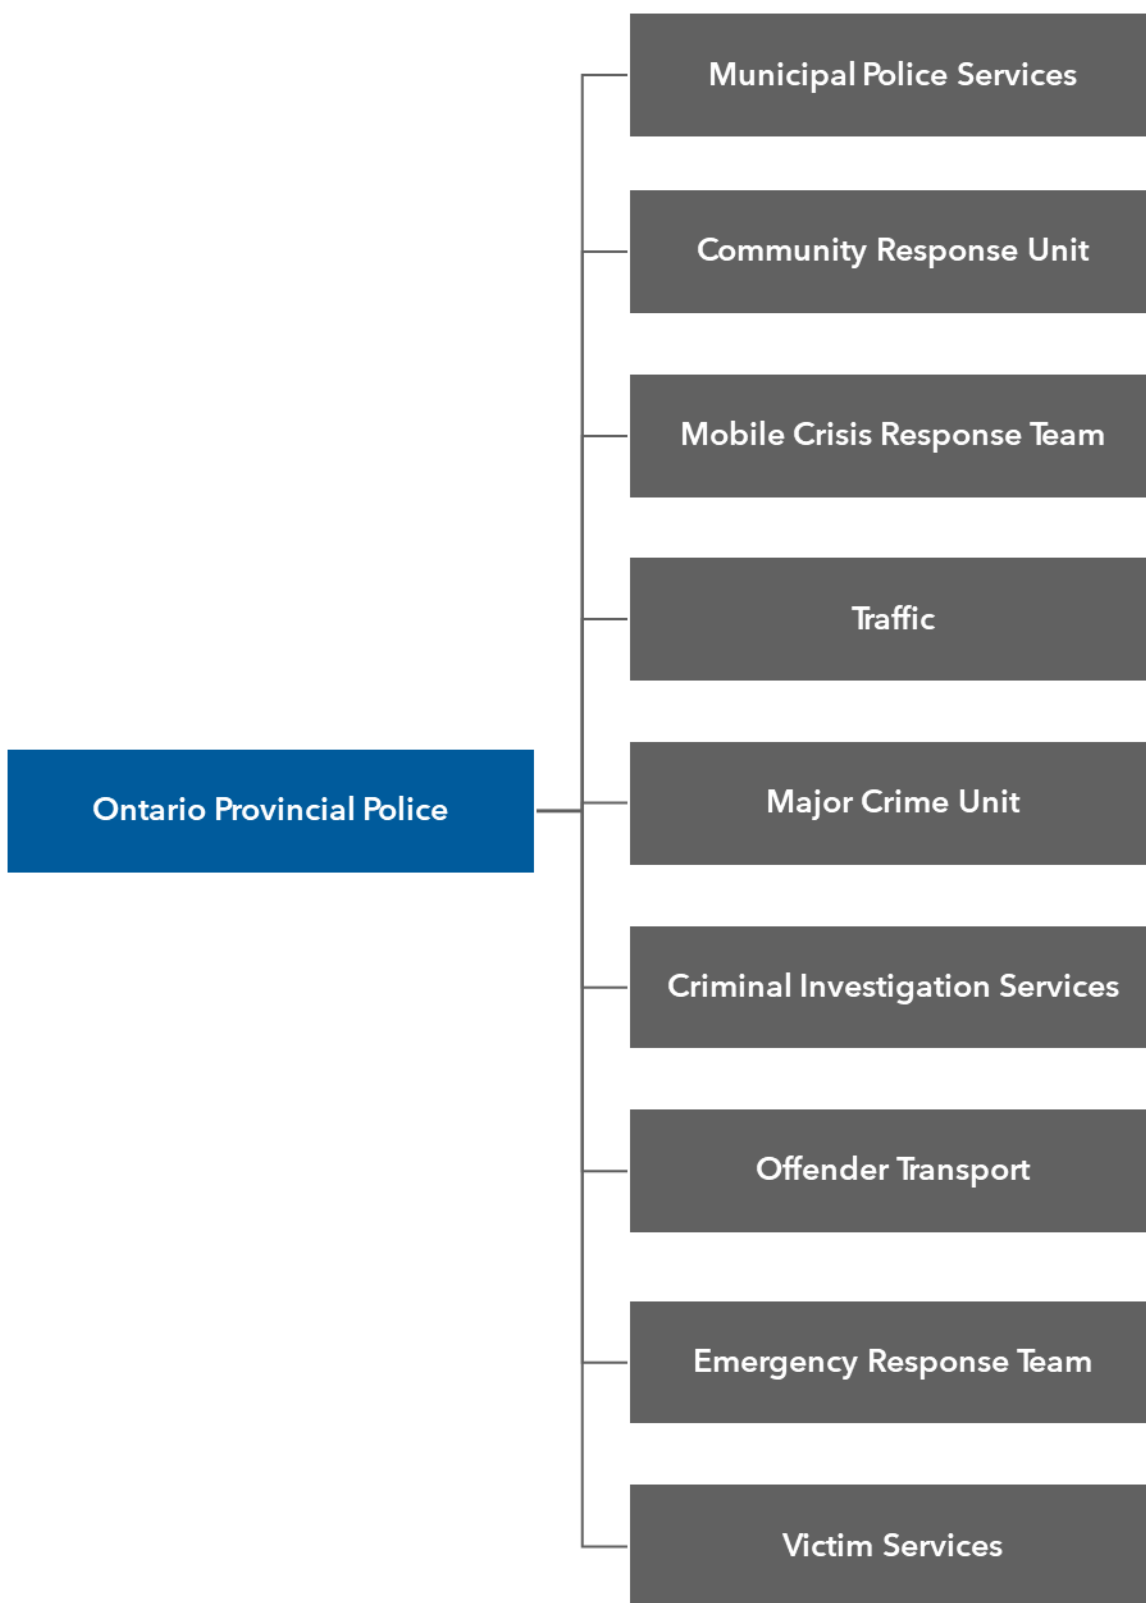 Municipal Police Services
Community Response Unit
Mobile Crisis Response Team
Traffic
Ontario Provincial Police
Major Crime Unit
Criminal Investigation Services
Offender Transport
Emergency Response Team
Victim Services